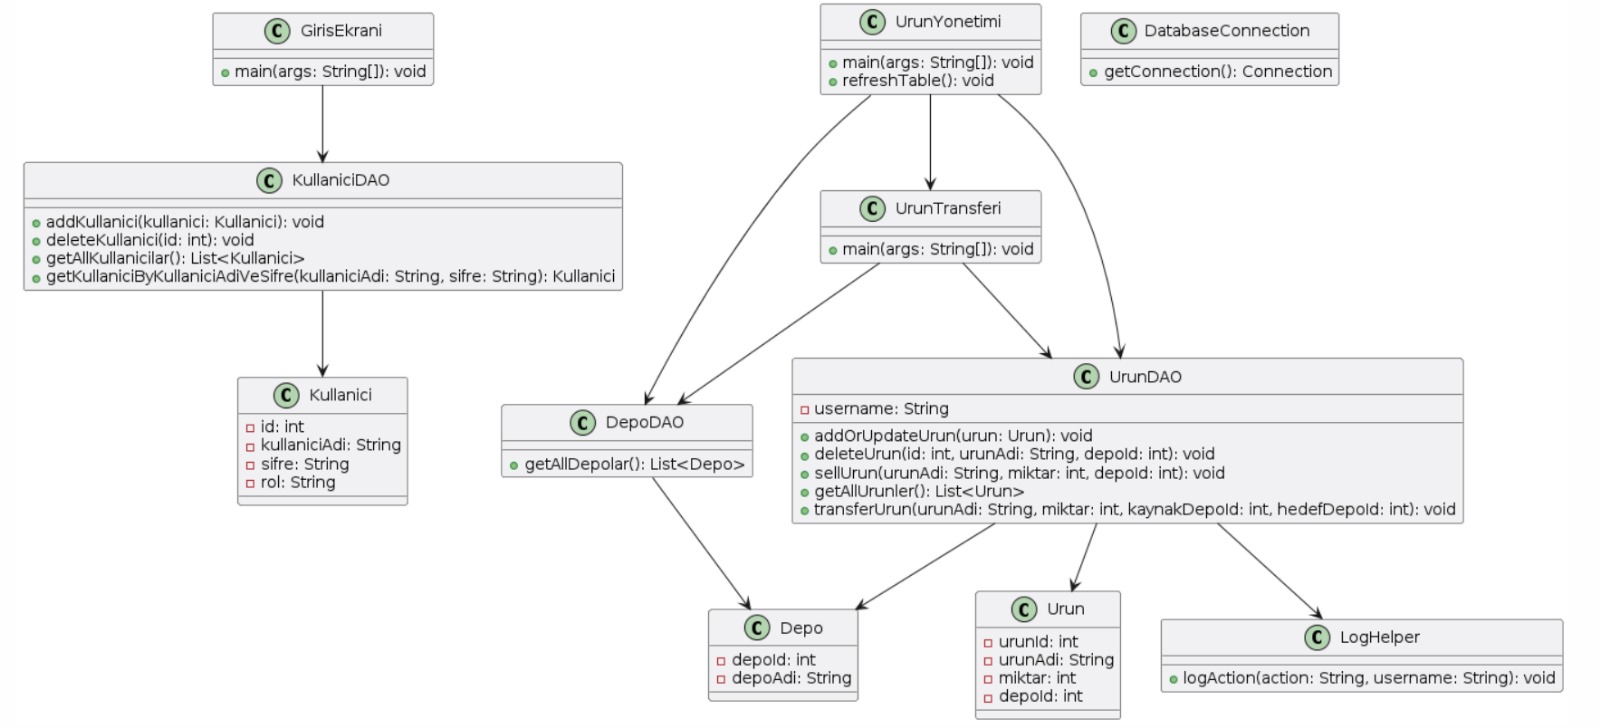 C GirisEkrani
main(args: String[]): void
C UrunYonetimi
main(args: String[]): void
refreshTable(): void
C DatabaseConnection
getConnection(): Connection
C KullaniciDAO
addKullanici(kullanici: Kullanici): void
deleteKullanici(id: int): void
getAllKullanicilar(): List<Kullanici>
getKullaniciByKullaniciAdiVeSifre(kullaniciAdi: String, sifre: String): Kullanici
C UrunTransferi
main(args: String[]): void
C Kullanici
id: int
kullaniciAdi: String
sifre: String
rol: String
C DepoDAO
getAllDepolar(): List<Depo>
C UrunDAO
username: String
addOrUpdateUrun(urun: Urun): void
deleteUrun(id: int, urunAdi: String, depoId: int): void
sellUrun(urunAdi: String, miktar: int, depoId: int): void
getAllUrunler(): List<Urun>
transferUrun(urunAdi: String, miktar: int, kaynakDepoId: int, hedefDepoId: int): void
C Depo
depoId: int
depoAdi: String
C Urun
urunId: int
urunAdi: String
miktar: int
depoId: int
C LogHelper
logAction(action: String, username: String): void